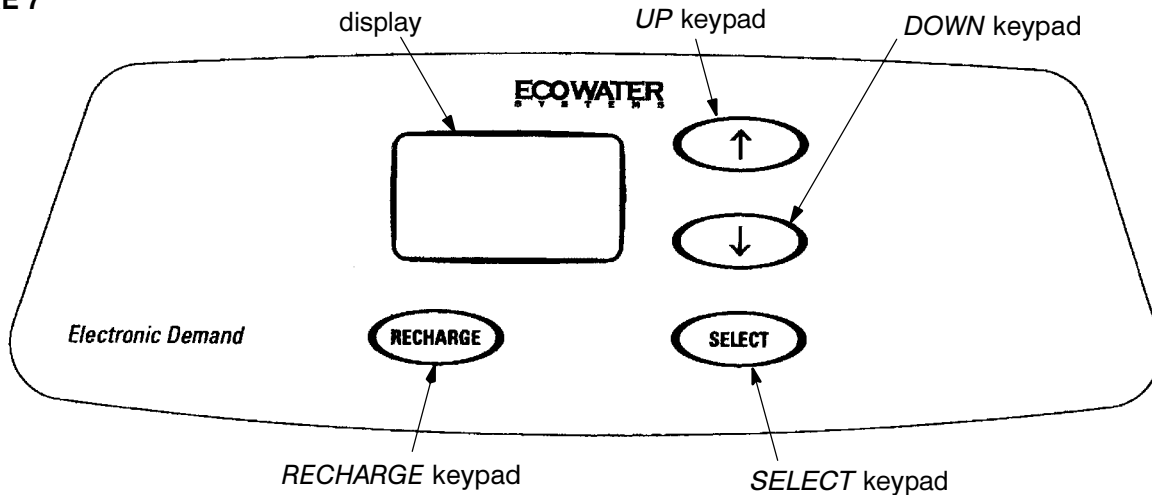 E 7
display
UP keypad
DOWN keypad
ECOWATER
SYSTEMS
↑
↓
Electronic Demand
RECHARGE
SELECT
RECHARGE keypad
SELECT keypad